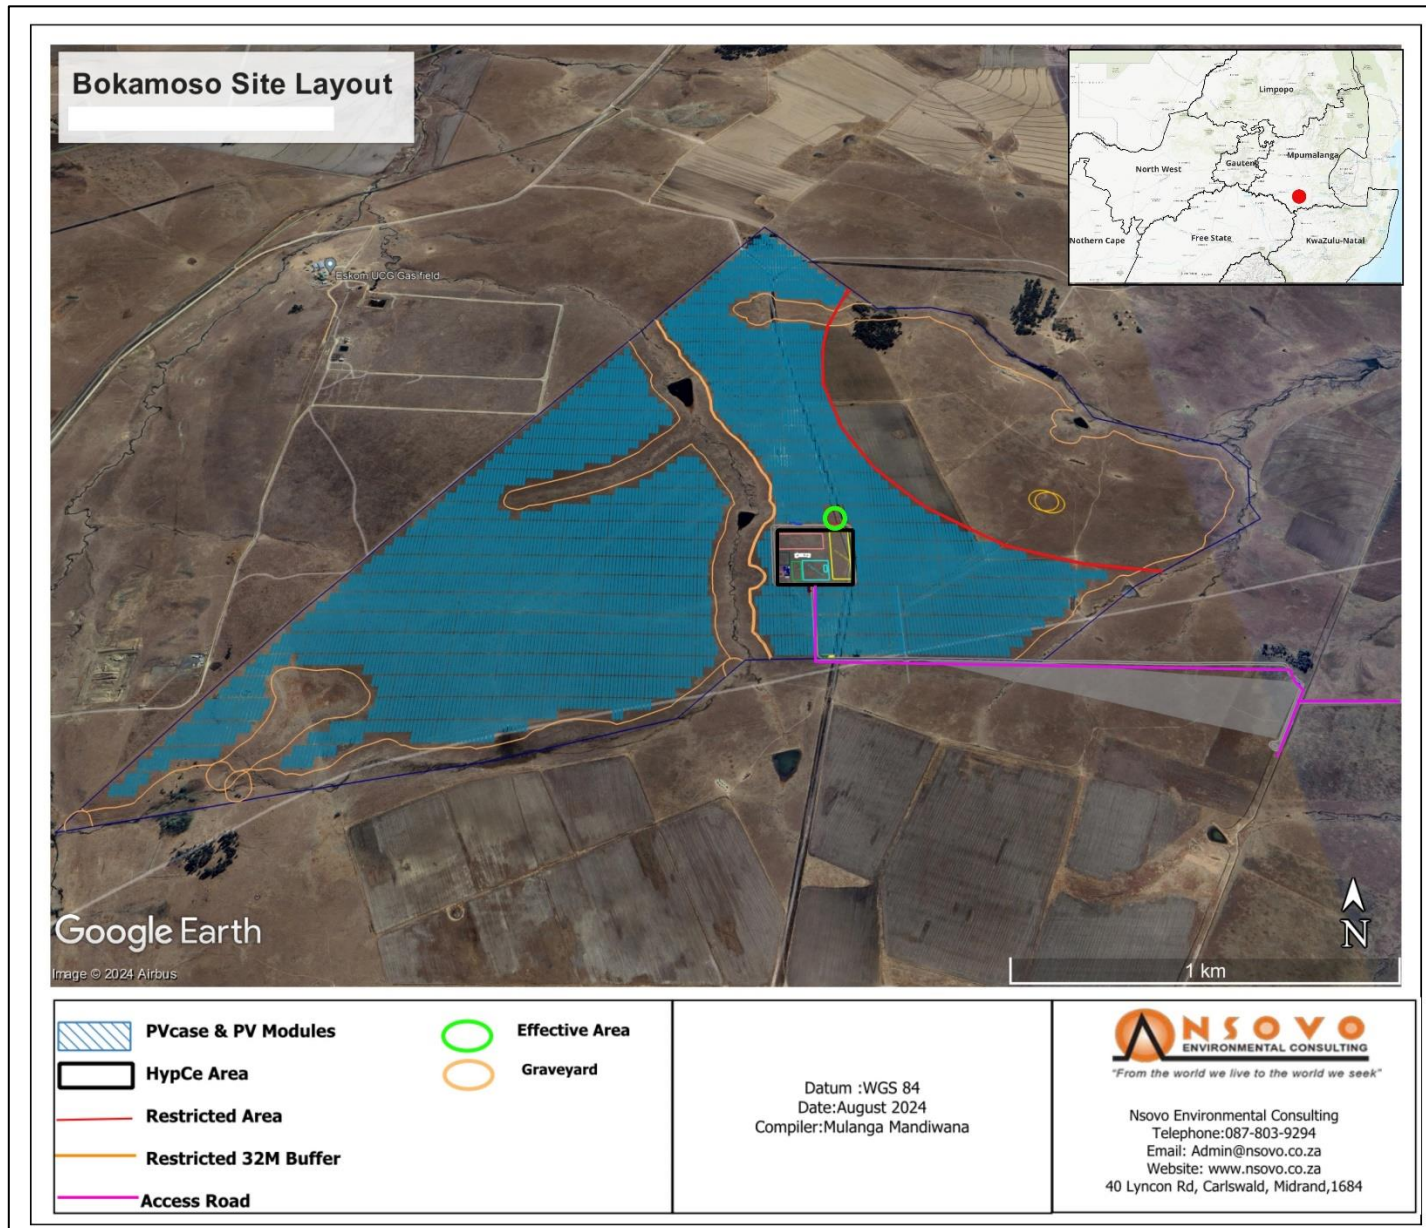 Bokamoso Site Layout
Limpopo
Mpumalanga
Gauteng
North West
Free State
KwaZulu-Natal
Nothern Cape
Eskom UCG Gasifield
Google Earth
Image © 2024 Airbus
N
1 km
PVcase & PV Modules
HypCe Area
Restricted Area
Restricted 32M Buffer
Access Road
Effective Area
Graveyard
Datum :WGS 84
Date:August 2024
Compiler:Mulanga Mandiwana
NSOVO
ENVIRONMENTAL CONSULTING
"From the world we live to the world we seek"
Nsovo Environmental Consulting
Telephone:087-803-9294
Email: Admin@nsovo.co.za
Website: www.nsovo.co.za
40 Lyncon Rd, Carlswald, Midrand,1684